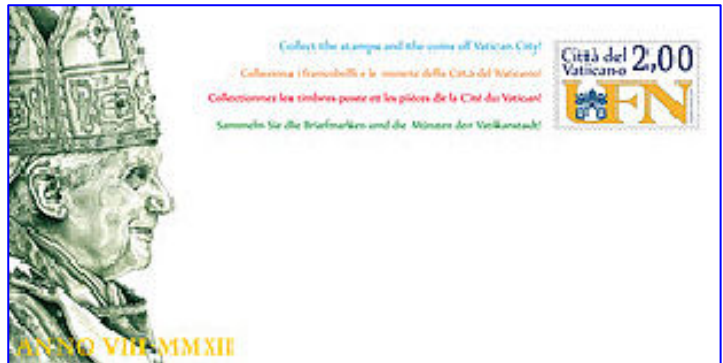 Collect the stamps and the coins of Vatican City!
Colleziona i francobolli e le monete della Città del Vaticano!
Collectionnez les timbres-poste et les pièces de la Cité du Vatican!
Sammeln Sie die Briefmarken und die Münzen der Vatikanstadt!
Città del 2,00
Vaticano
UFN
ANNO VIII MMXII